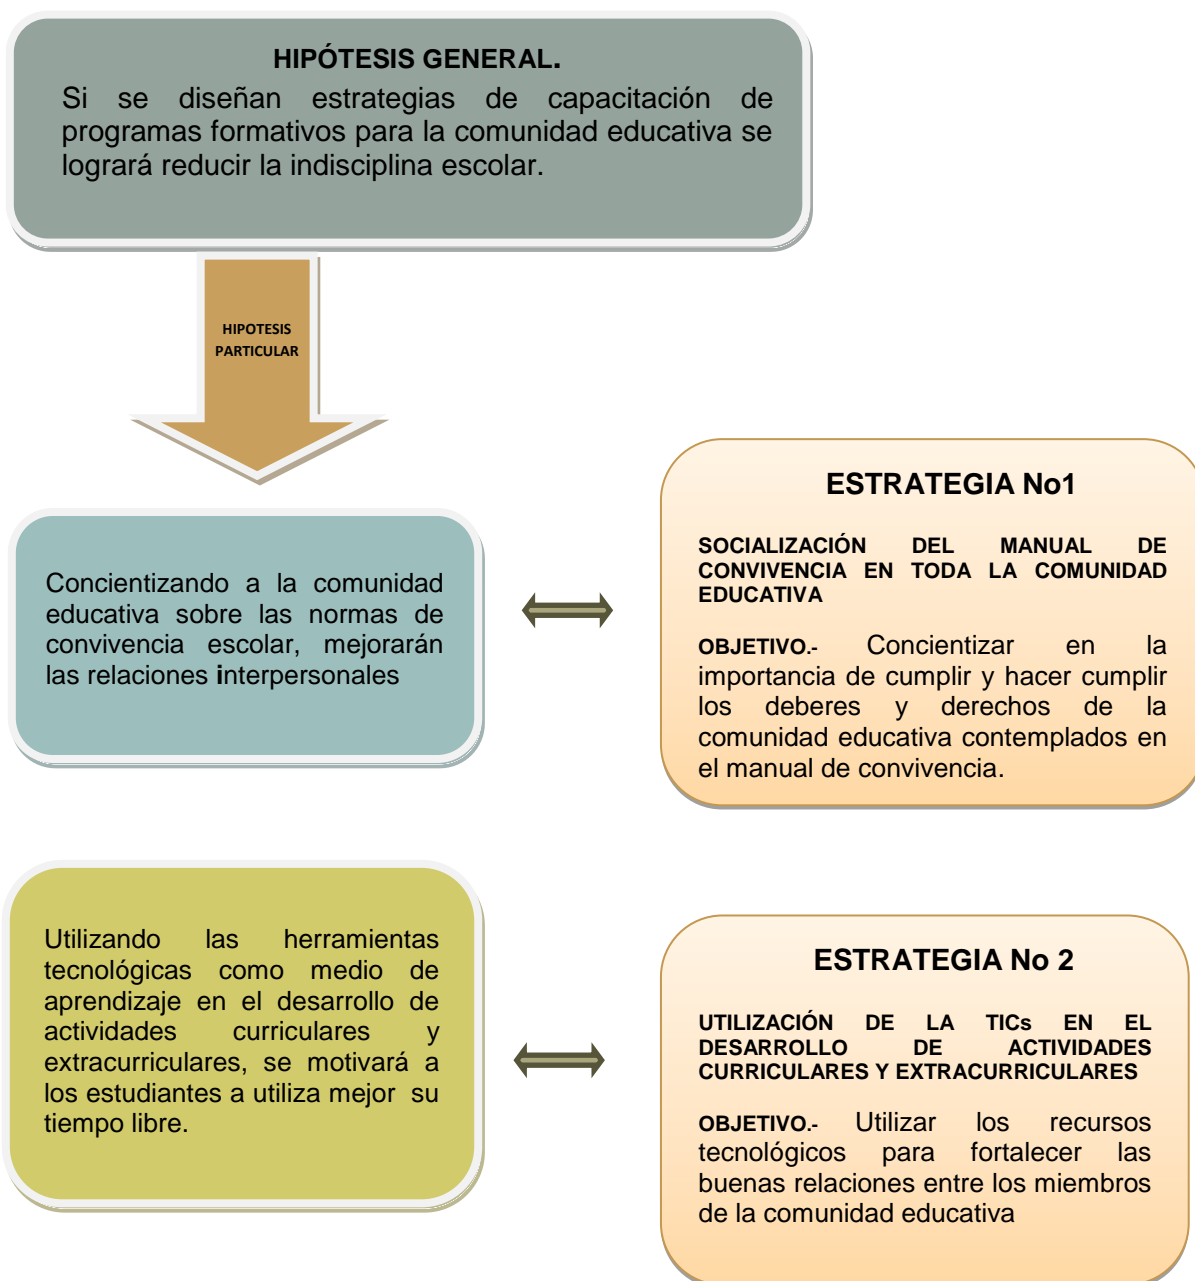 HIPÓTESIS GENERAL.
Si se diseñan estrategias de capacitación de
programas formativos para la comunidad educativa se
logrará reducir la indisciplina escolar.
HIPOTESIS
PARTICULAR
Concientizando a la comunidad
educativa sobre las normas de
convivencia escolar, mejorarán
las relaciones interpersonales
ESTRATEGIA No1
SOCIALIZACIÓN DEL MANUAL DE
CONVIVENCIA EN TODA LA COMUNIDAD
EDUCATIVA
OBJETIVO.- Concientizar en la
importancia de cumplir y hacer cumplir
los deberes y derechos de la
comunidad educativa contemplados en
el manual de convivencia.
Utilizando las herramientas
tecnológicas como medio de
aprendizaje en el desarrollo de
actividades curriculares y
extracurriculares, se motivará a
los estudiantes a utiliza mejor su
tiempo libre.
ESTRATEGIA No 2
UTILIZACIÓN DE LA TICs EN EL
DESARROLLO DE ACTIVIDADES
CURRICULARES Y EXTRACURRICULARES
OBJETIVO.- Utilizar los recursos
tecnológicos para fortalecer las
buenas relaciones entre los miembros
de la comunidad educativa